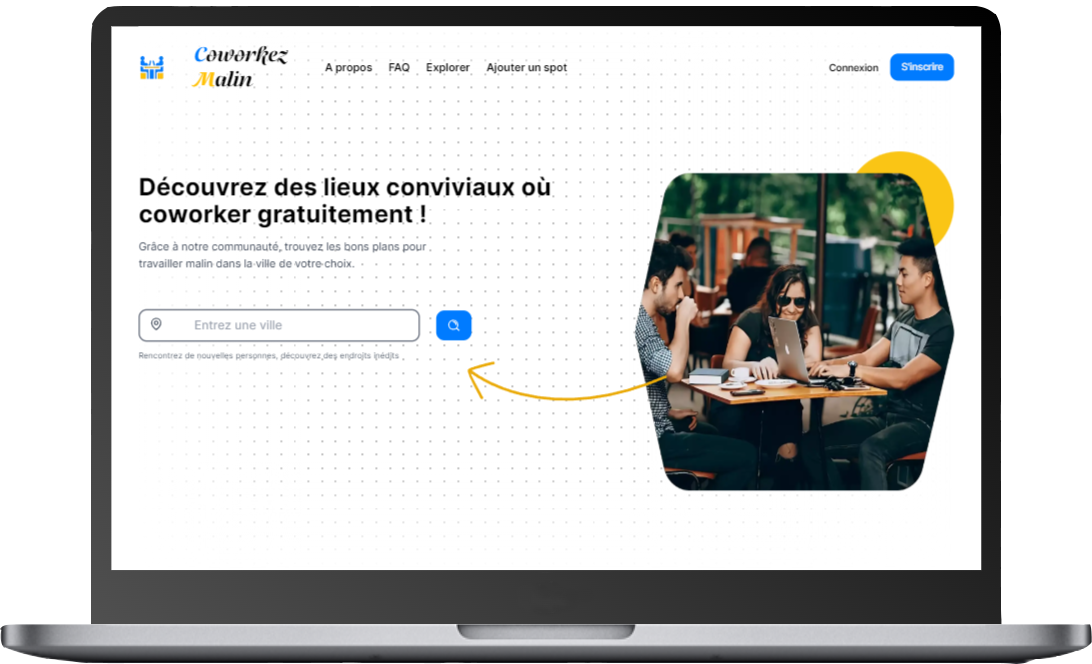 Coworkez
Malin
A propos FAQ Explorer Ajouter un spot
Connexion S'inscrire
Découvrez des lieux conviviaux où
coworker gratuitement !
Grâce à notre communauté, trouvez les bons plans pour
travailler malin dans la ville de votre choix.
Entrez une ville
Rencontrez de nouvelles personnes, découvrez des endroits inédits